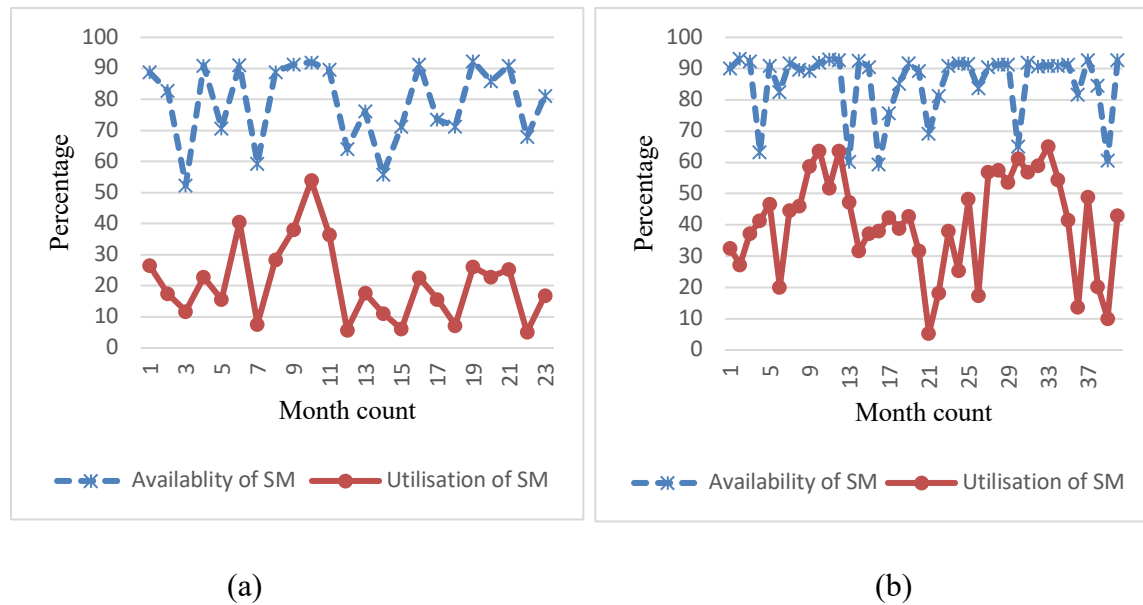 100
90
80
70
60
50
40
30
20
10
0
Percentage
1 3 5 7 9 11 13 15 17 19 21 23
Month count
Availablity of SM Utilisation of SM
(a)
100
90
80
70
60
50
40
30
20
10
0
Percentage
1 5 9 13 17 21 25 29 33 37
Month count
Availability of SM Utilisation of SM
(b)